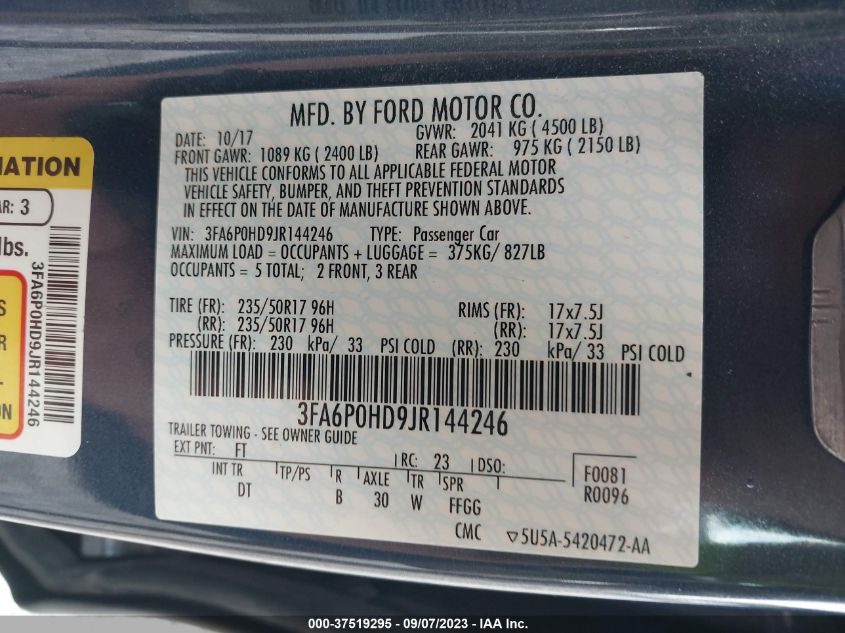 MFD. BY FORD MOTOR CO.
DATE: 10/17 GVWR: 2041 KG ( 4500 LB)
FRONT GAWR: 1089 KG ( 2400 LB) REAR GAWR: 975 KG ( 2150 LB)
THIS VEHICLE CONFORMS TO ALL APPLICABLE FEDERAL MOTOR
VEHICLE SAFETY, BUMPER, AND THEFT PREVENTION STANDARDS
IN EFFECT ON THE DATE OF MANUFACTURE SHOWN ABOVE.
VIN: 3FA6P0HD9JR144246 TYPE: Passenger Car
MAXIMUM LOAD = OCCUPANTS + LUGGAGE = 375KG/ 827LB
OCCUPANTS = 5 TOTAL; 2 FRONT, 3 REAR
TIRE (FR): 235/50R17 96H RIMS (FR): 17x7.5J
(RR): 235/50R17 96H (RR): 17x7.5J
PRESSURE (FR): 230 kPa/ 33 PSI COLD (RR): 230 kPa/ 33 PSI COLD
3FA6P0HD9JR144246
TRAILER TOWING - SEE OWNER GUIDE
EXT PNT: FT RC: 23 DSO:
INT TR TP/PS R AXLE TR SPR F0081
DT B 30 W FFGG R0096
CMC ▽5U5A-5420472-AA
MATION
AR: 3
lbs.
3FA6P0HD9JR144246
S
R
L-
ON
000-37519295 - 09/07/2023 - IAA Inc.